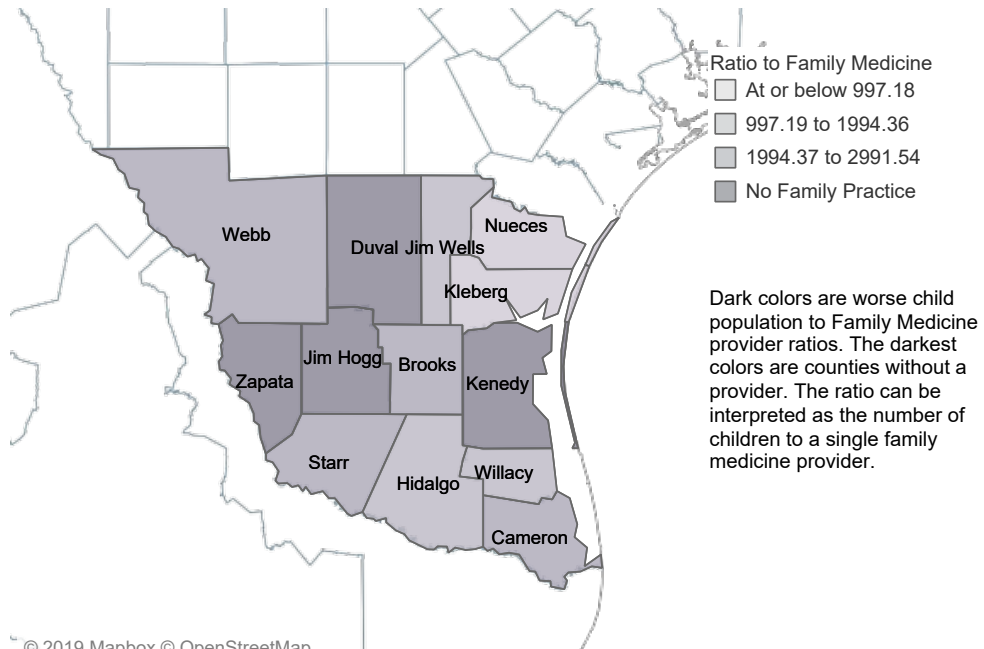 Ratio to Family Medicine
At or below 997.18
997.19 to 1994.36
1994.37 to 2991.54
No Family Practice
Nueces
Webb
Duval Jim Wells
Kleberg
Dark colors are worse child
population to Family Medicine
provider ratios. The darkest
colors are counties without a
provider. The ratio can be
interpreted as the number of
children to a single family
medicine provider.
Jim Hogg
Brooks
Zapata
Kenedy
Starr
Willacy
Hidalgo
Cameron
© 2019 Mapbox © OpenStreetMap